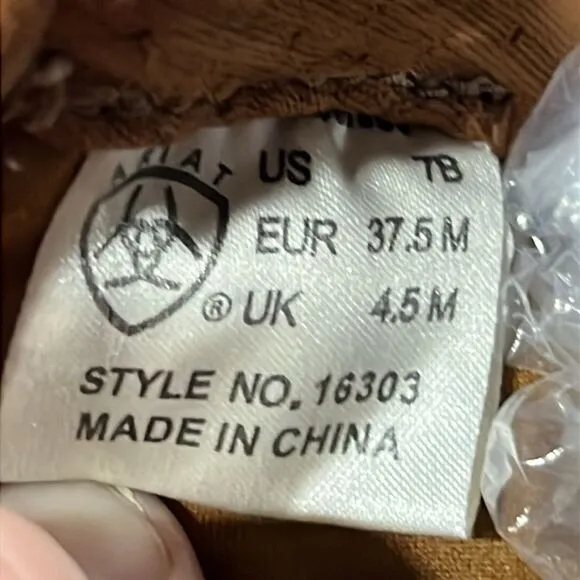 ARIAT US 7B
EUR 37.5 M
® UK 4.5 M
STYLE NO. 16303
MADE IN CHINA